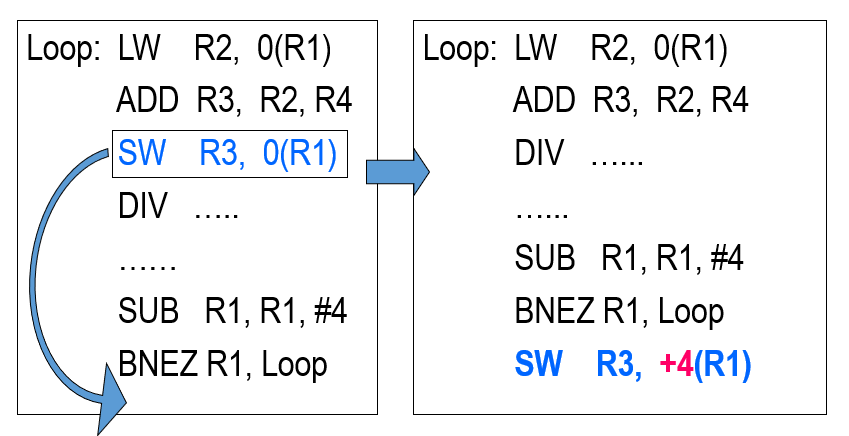 Loop: LW R2, 0(R1)
ADD R3, R2, R4
SW R3, 0(R1)
DIV …..
……
SUB R1, R1, #4
BNEZ R1, Loop
Loop: LW R2, 0(R1)
ADD R3, R2, R4
DIV …...
…...
SUB R1, R1, #4
BNEZ R1, Loop
SW R3, +4(R1)